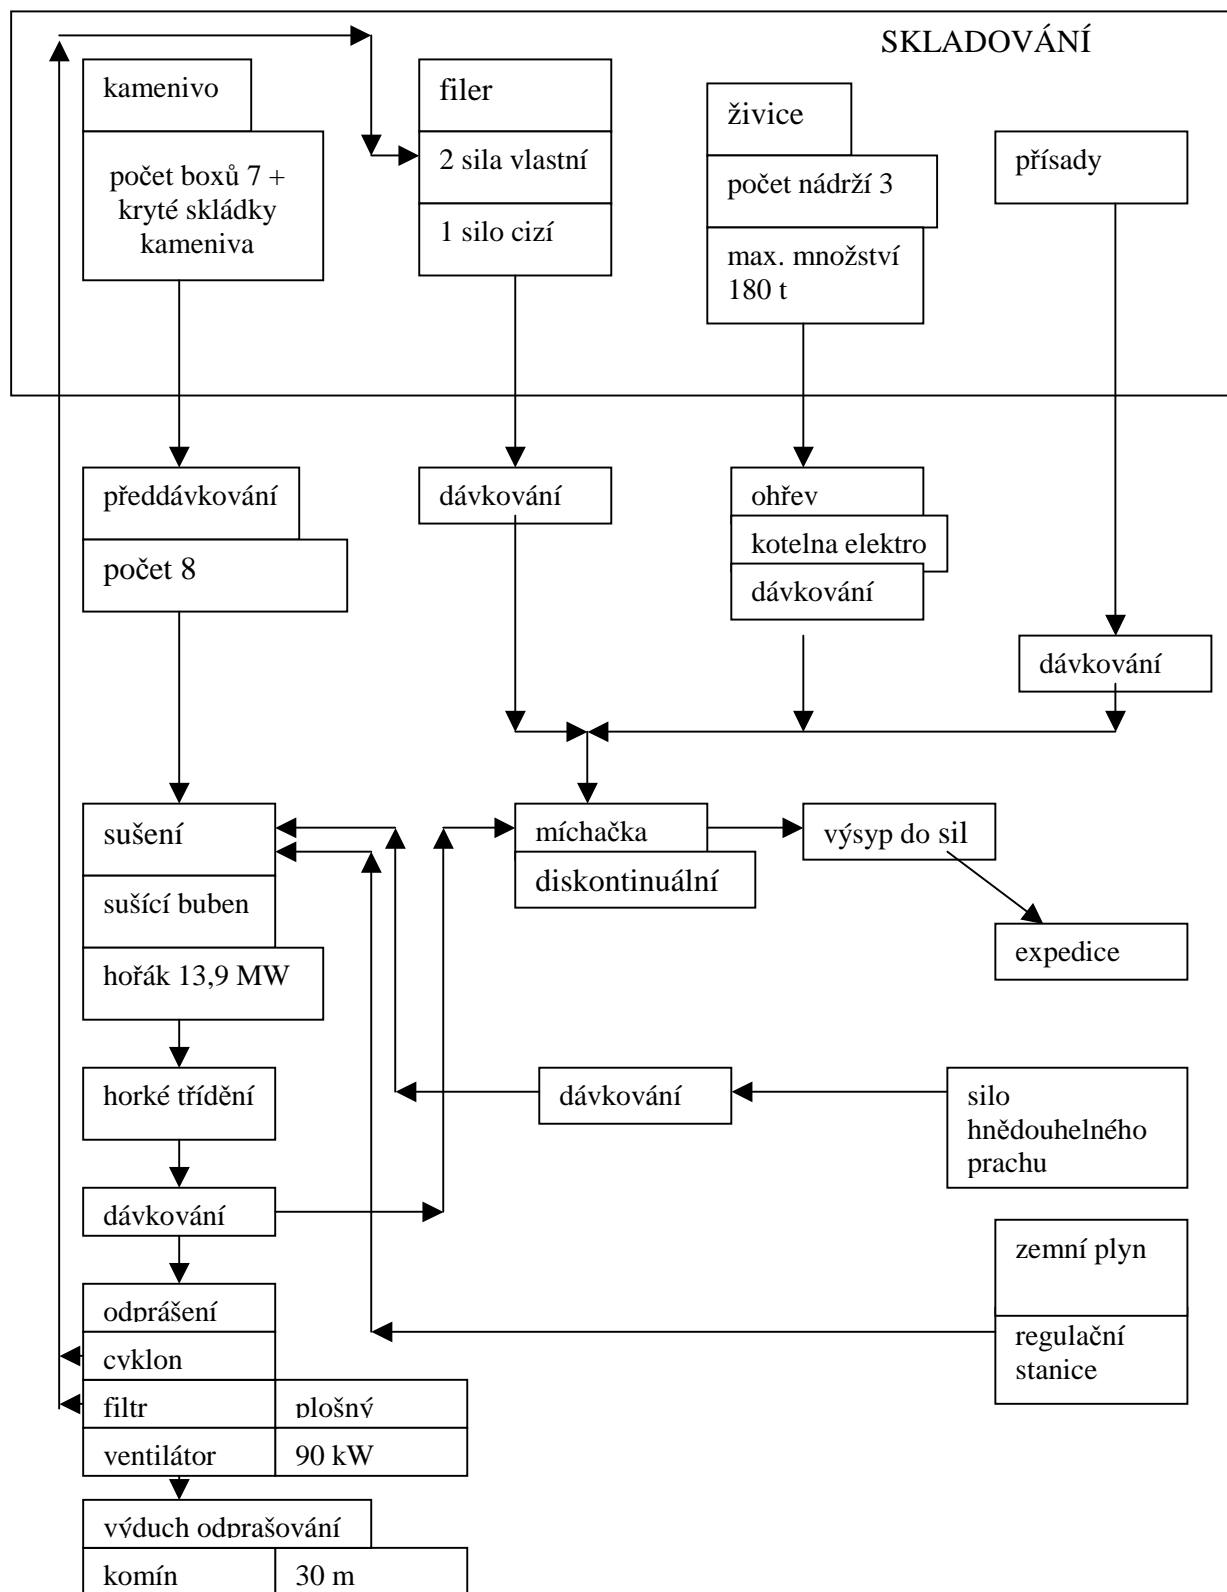 SKLADOVÁNÍ
kamenivo
počet boxů 7 +
kryté skládky
kameniva
filer
2 sila vlastní
1 silo cizí
živice
počet nádrží 3
max. množství
180 t
přísady
předdávkování
počet 8
dávkování
ohřev
kotelna elektro
dávkování
dávkování
sušení
sušící buben
hořák 13,9 MW
míchačka
diskontinuální
výsyp do sil
expedice
horké třídění
dávkování
silo
hnědouhelného
prachu
dávkování
zemní plyn
regulační
stanice
odprášení
cyklon
filtr
plošný
ventilátor
90 kW
výduch odprašování
komín
30 m